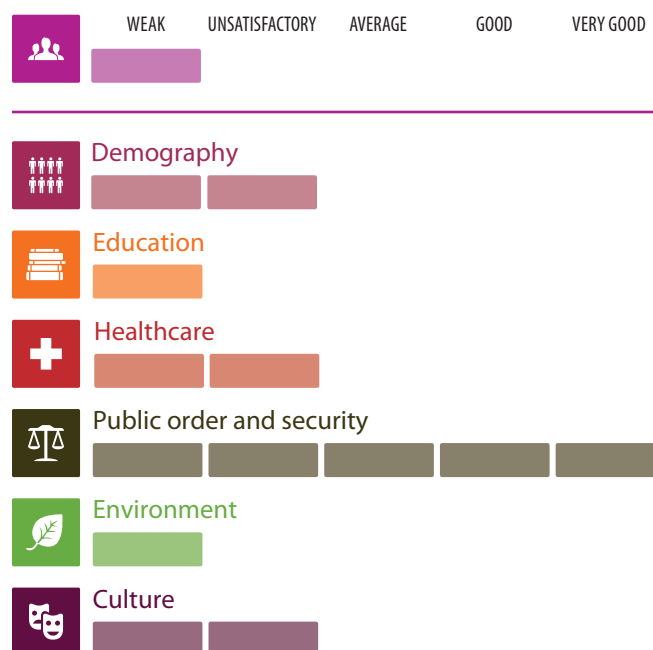 WEAK UNSATISFACTORY AVERAGE GOOD VERY GOOD
Demography
Education
Healthcare
Public order and security
Environment
Culture